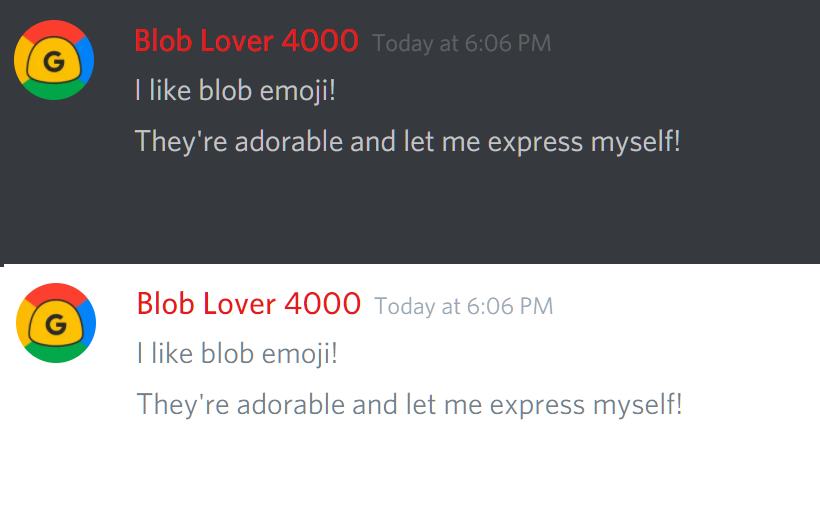 G
Blob Lover 4000 Today at 6:06 PM
I like blob emoji!
They're adorable and let me express myself!
G
Blob Lover 4000 Today at 6:06 PM
I like blob emoji!
They're adorable and let me express myself!